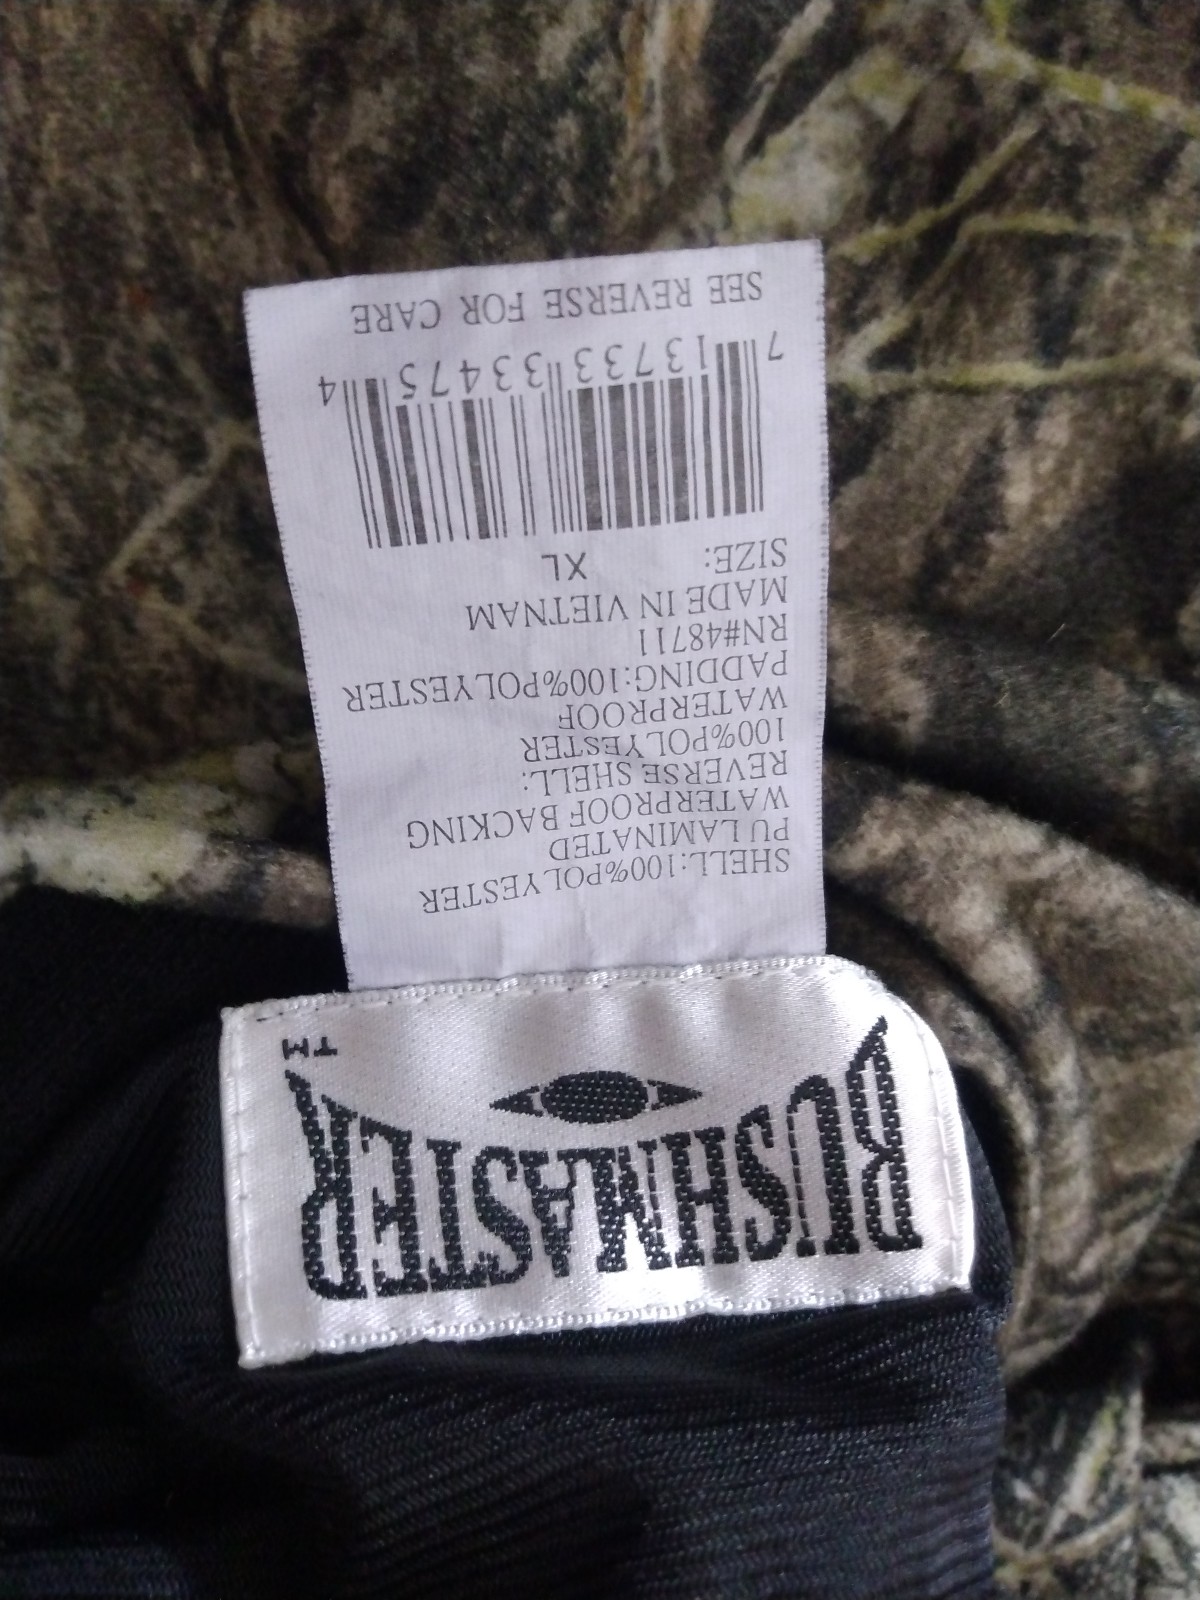 BUSHMASTER
TM
SHELL:100%POLYESTER
PU LAMINATED
WATERPROOF BACKING
REVERSE SHELL:
100%POLYESTER
WATERPROOF
PADDING:100%POLYESTER
RN#48711
MADE IN VIETNAM
SIZE: XL
7 13733 33475 4
SEE REVERSE FOR CARE